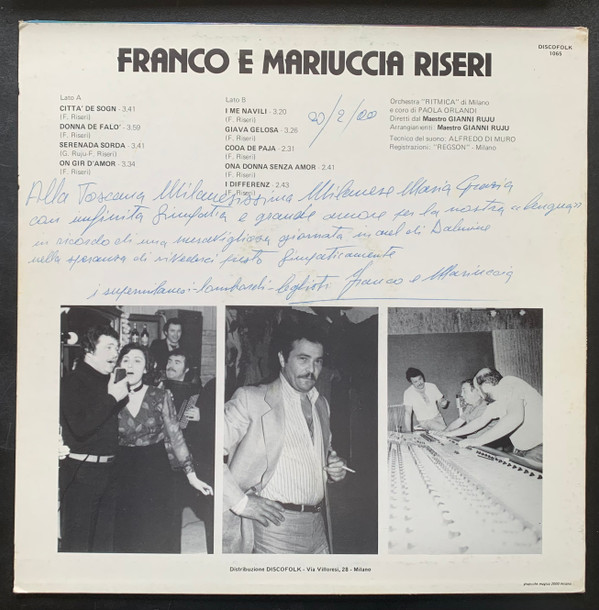 FRANCO E MARIUCCIA RISERI
DISCOFOLK
1065
Lato A
CITTA' DE SOGN - 3,41
(F. Riseri)
DONNA DE FALO' - 3,59
(F. Riseri)
SERENADA SORDA - 3,41
(G. Ruju-F. Riseri)
ON GIR D'AMOR - 3,34
(F. Riseri)
Lato B
I ME NAVILI - 3,20
(F. Riseri)
GIAVA GELOSA - 3,26
(F. Riseri)
CODA DE PAJA - 2,31
(F. Riseri)
ONA DONNA SENZA AMOR - 2,41
(F. Riseri)
I DIFFERENZ - 2,43
Orchestra "RITMICA" di Milano
e coro di PAOLA ORLANDI
Diretti dal Maestro GIANNI RUJU
Arrangiamenti: Maestro GIANNI RUJU
Tecnico del suono: ALFREDO DI MURO
Registrazioni: "REGSON" - Milano
20/2/00
Alla Toscana Milanesissima Milanese Maria Grazia
con infinita Simpatia e grande amore per la nostra "lengua"
in ricordo di una meravigliosa giornata in quel di Dalmine
nella speranza di rivederci presto Simpaticamente
i supermilanesi-lombardi- Franco e Mariuccia
Distribuzione DISCOFOLK - Via Vittoresi, 28 - Milano